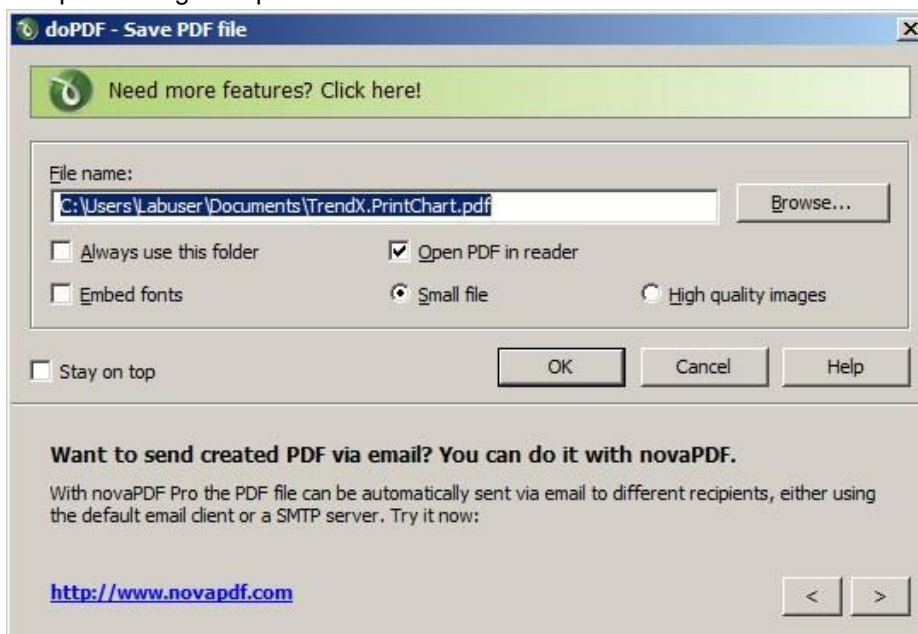 doPDF - Save PDF file
Need more features? Click here!
File name:
C:\Users\Labuser\Documents\TrendX.PrintChart.pdf
Browse...
Always use this folder
Open PDF in reader
Embed fonts
Small file
High quality images
Stay on top
OK
Cancel
Help
Want to send created PDF via email? You can do it with novaPDF.
With novaPDF Pro the PDF file can be automatically sent via email to different recipients, either using
the default email client or a SMTP server. Try it now:
http://www.novapdf.com
<
>